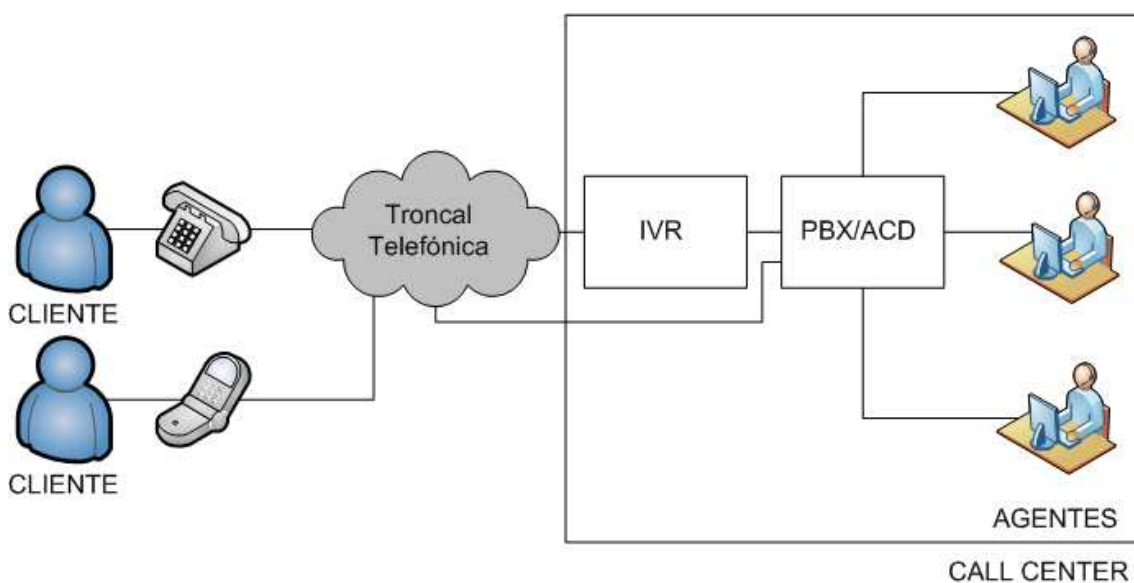 Troncal
Telefónica
IVR
PBX/ACD
CLIENTE
CLIENTE
AGENTES
CALL CENTER